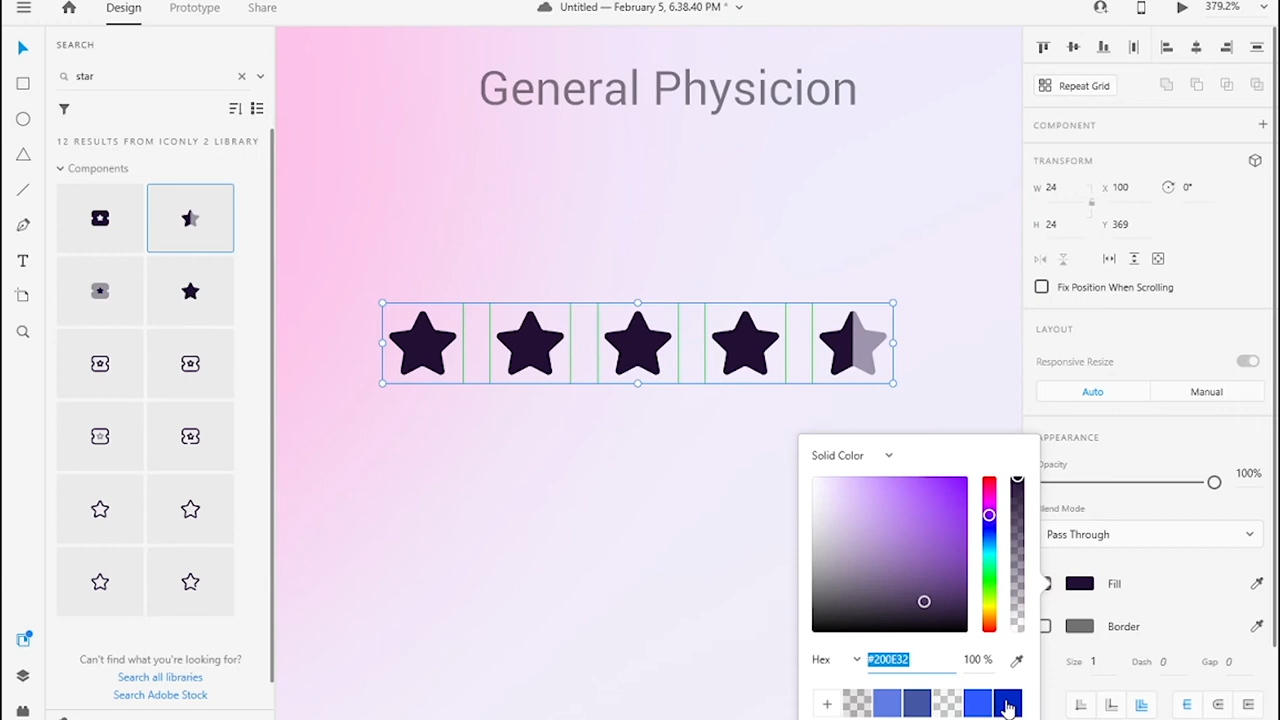 Design Prototype Share
Untitled — February 5, 6.38.40 PM *
379.2%
SEARCH
star
12 RESULTS FROM ICONLY 2 LIBRARY
Components
Can't find what you're looking for?
Search all libraries
Search Adobe Stock
General Physicion
Solid Color
Hex #200E32 100 %
Repeat Grid
COMPONENT
TRANSFORM
W 24 X 100 0°
H 24 Y 369
Fix Position When Scrolling
LAYOUT
Responsive Resize
Auto Manual
APPEARANCE
Opacity
100%
Blend Mode
Pass Through
Fill
Border
Size 1 Dash 0 Gap 0